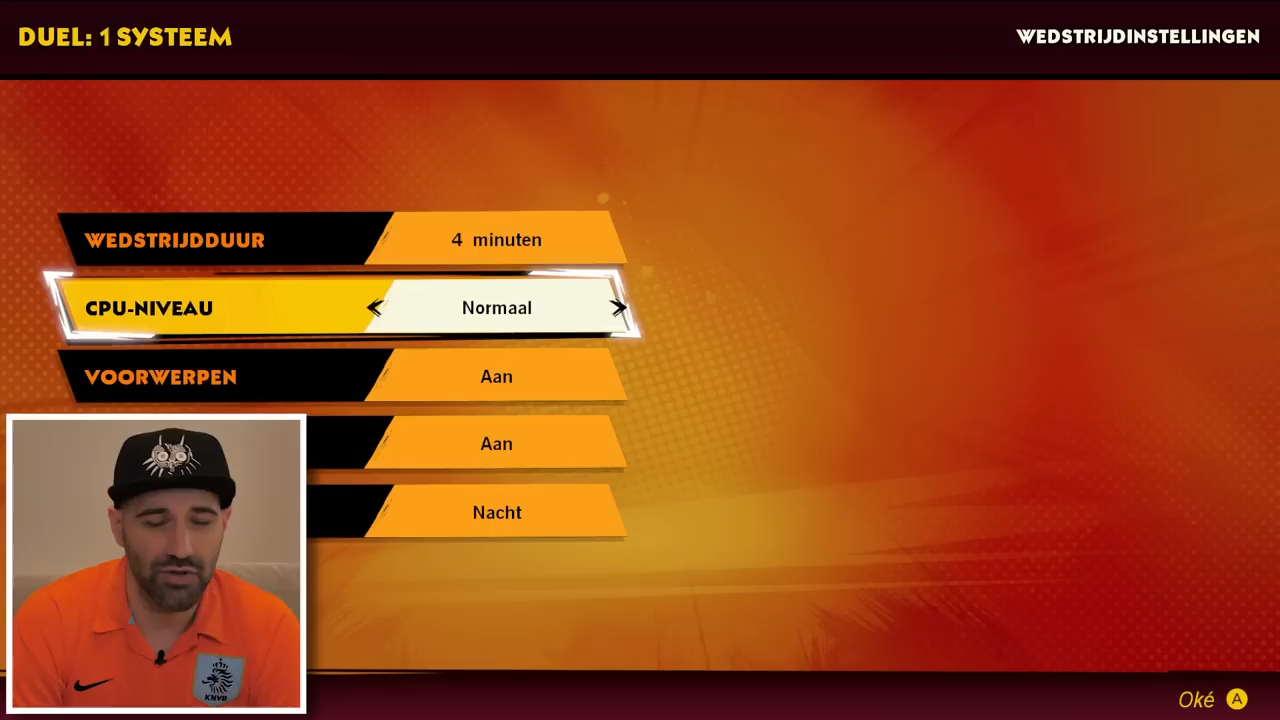 DUEL: 1 SYSTEEM
WEDSTRIJDINSTELLINGEN
WEDSTRIJDDUUR 4 minuten
CPU-NIVEAU Normaal
VOORWERPEN Aan
Aan
Nacht
KNVB
Oké A